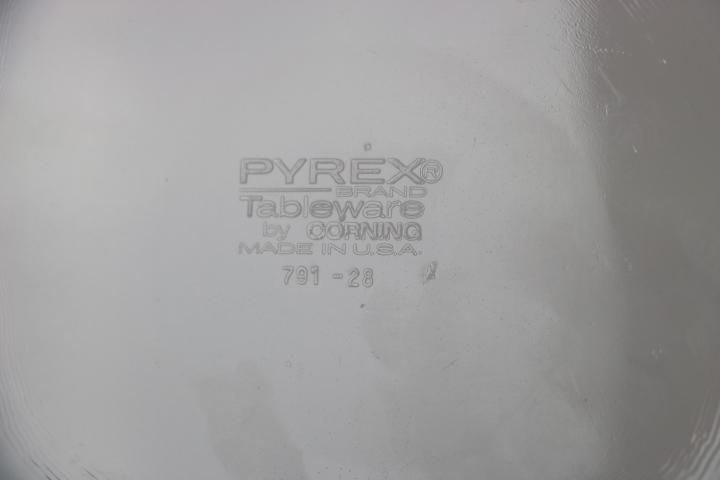 PYREX®
BRAND
Tableware
by CORNING
MADE IN U.S.A.
791-28